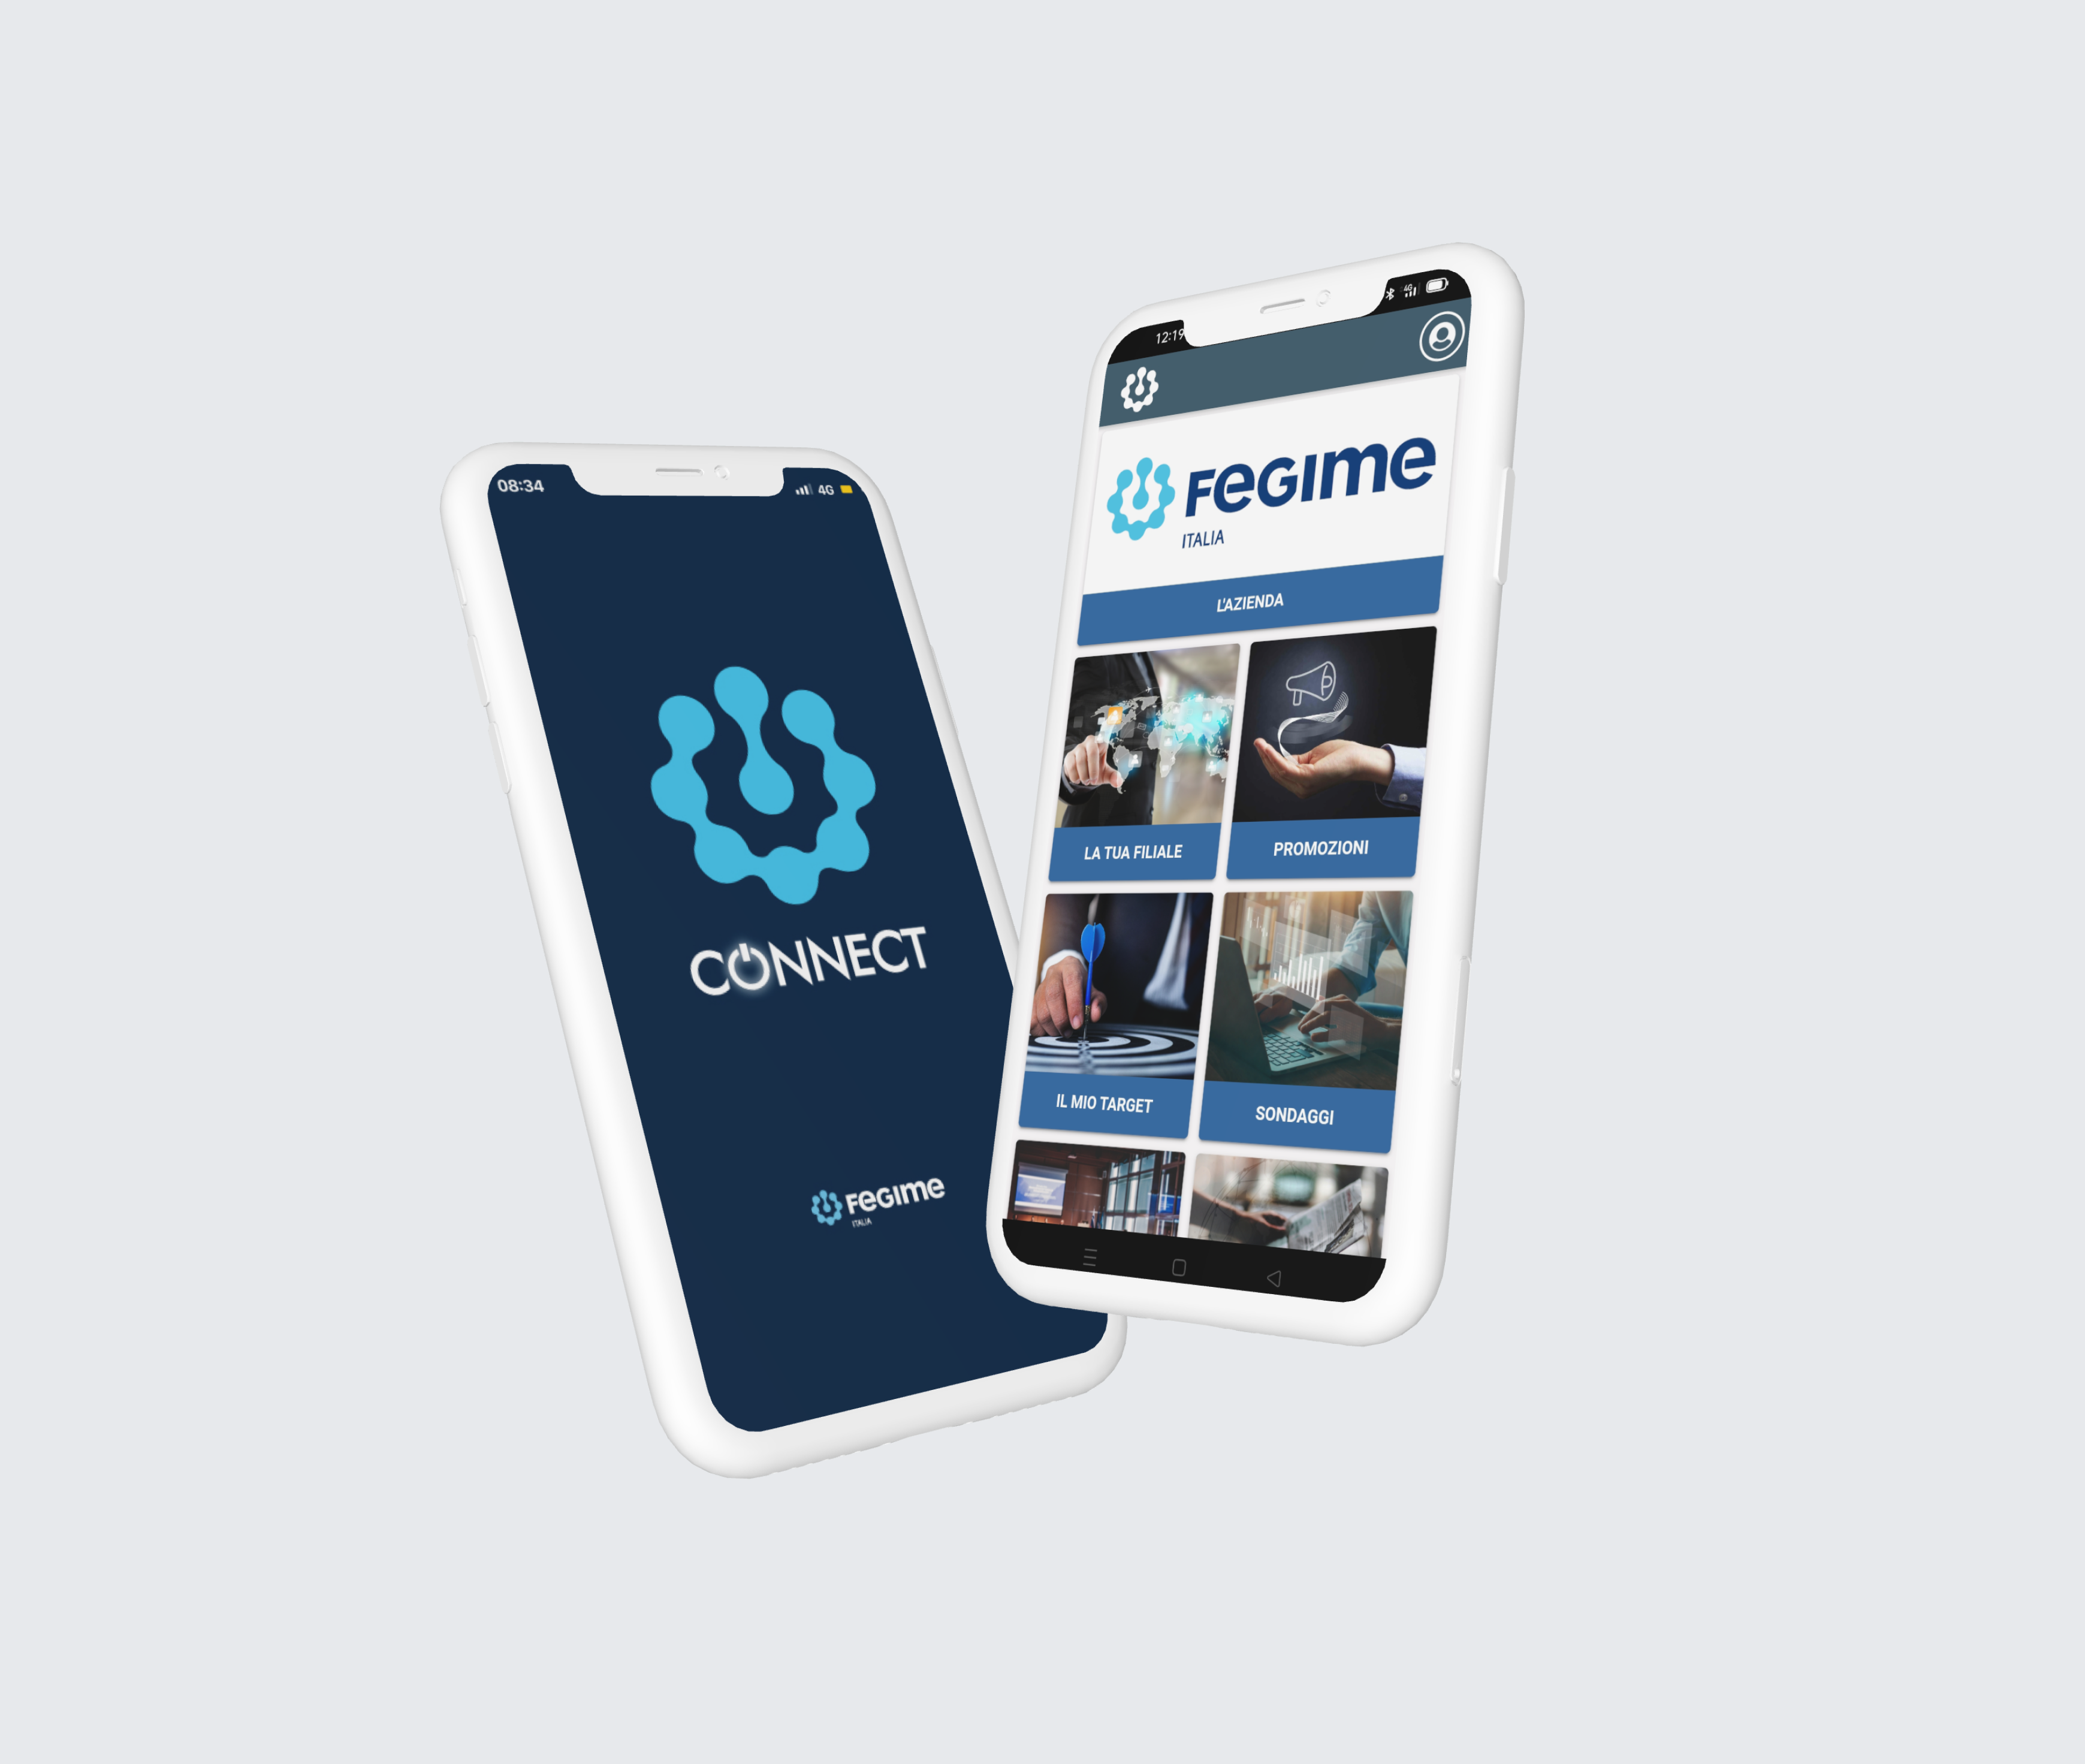 08:34
4G
CONNECT
FEGIME
ITALIA
12:19
4G
FEGIME
ITALIA
L'AZIENDA
LA TUA FILIALE
PROMOZIONI
IL MIO TARGET
SONDAGGI